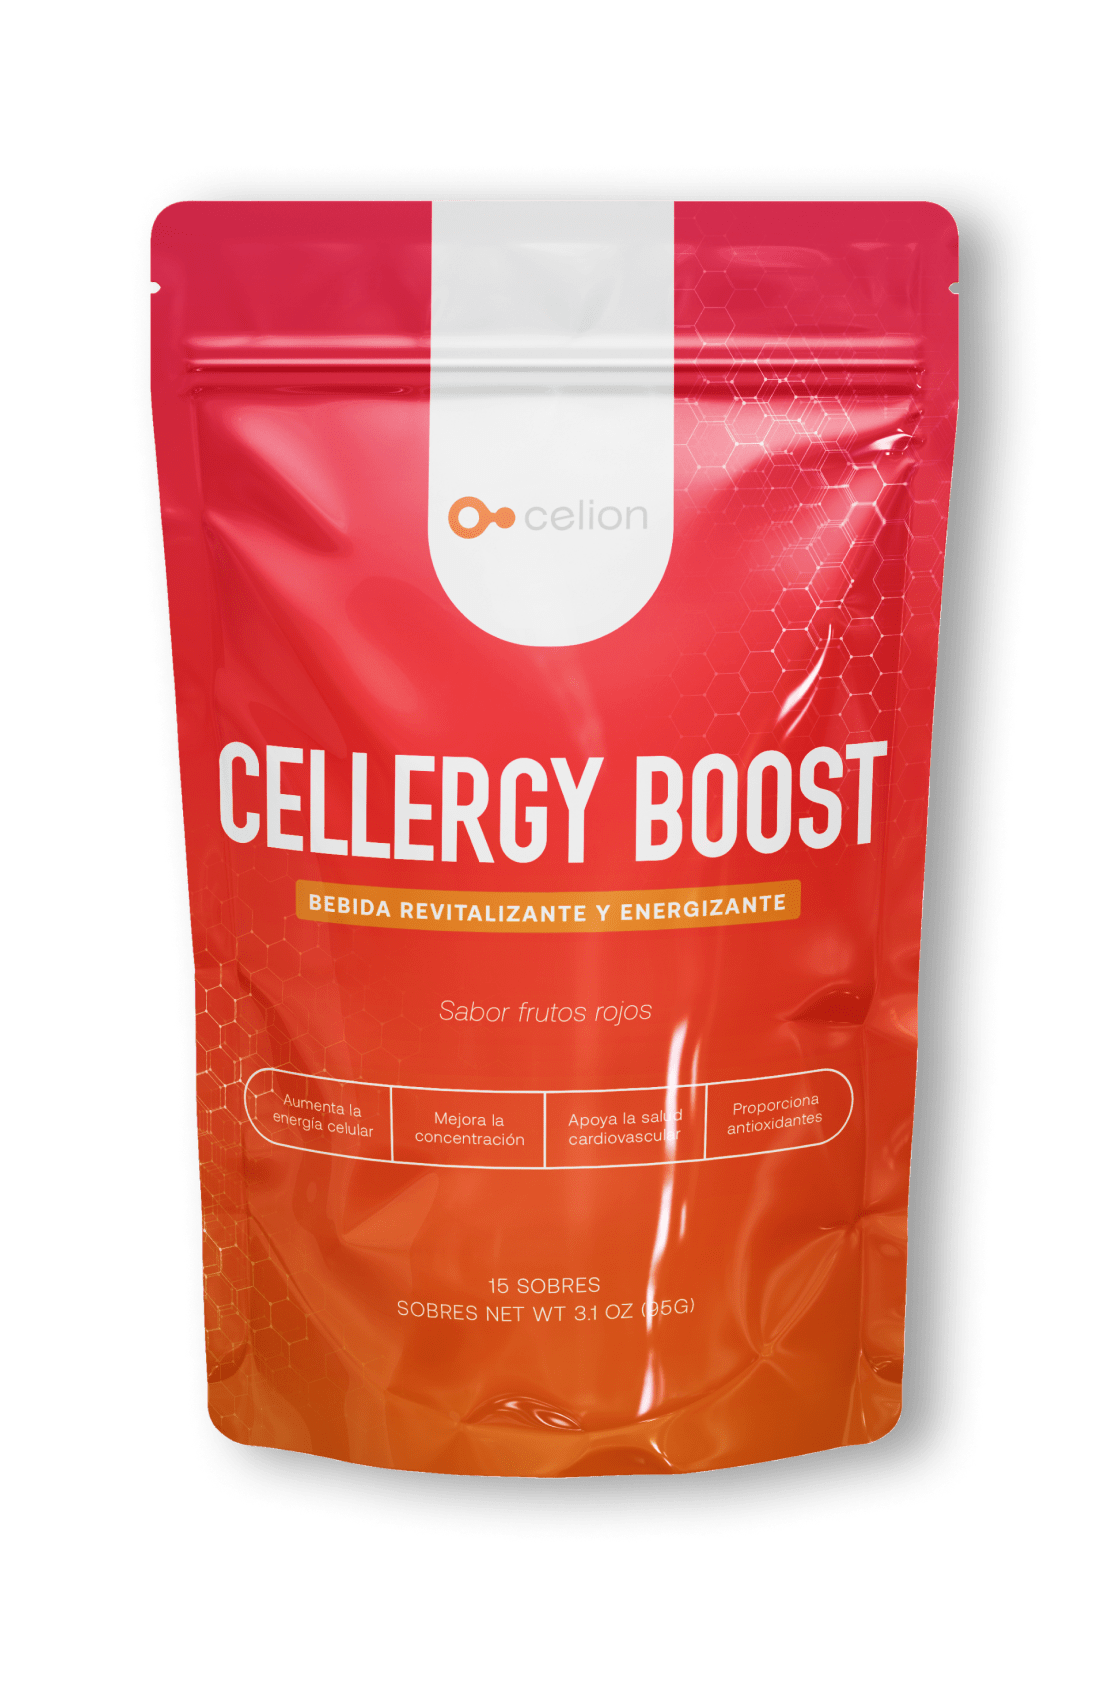 celion
CELLERGY BOOST
BEBIDA REVITALIZANTE Y ENERGIZANTE
Sabor frutos rojos
Aumenta la
energía celular
Mejora la
concentración
Apoya la salud
cardiovascular
Proporciona
antioxidantes
15 SOBRES
SOBRES NET WT 3.1 OZ (95G)